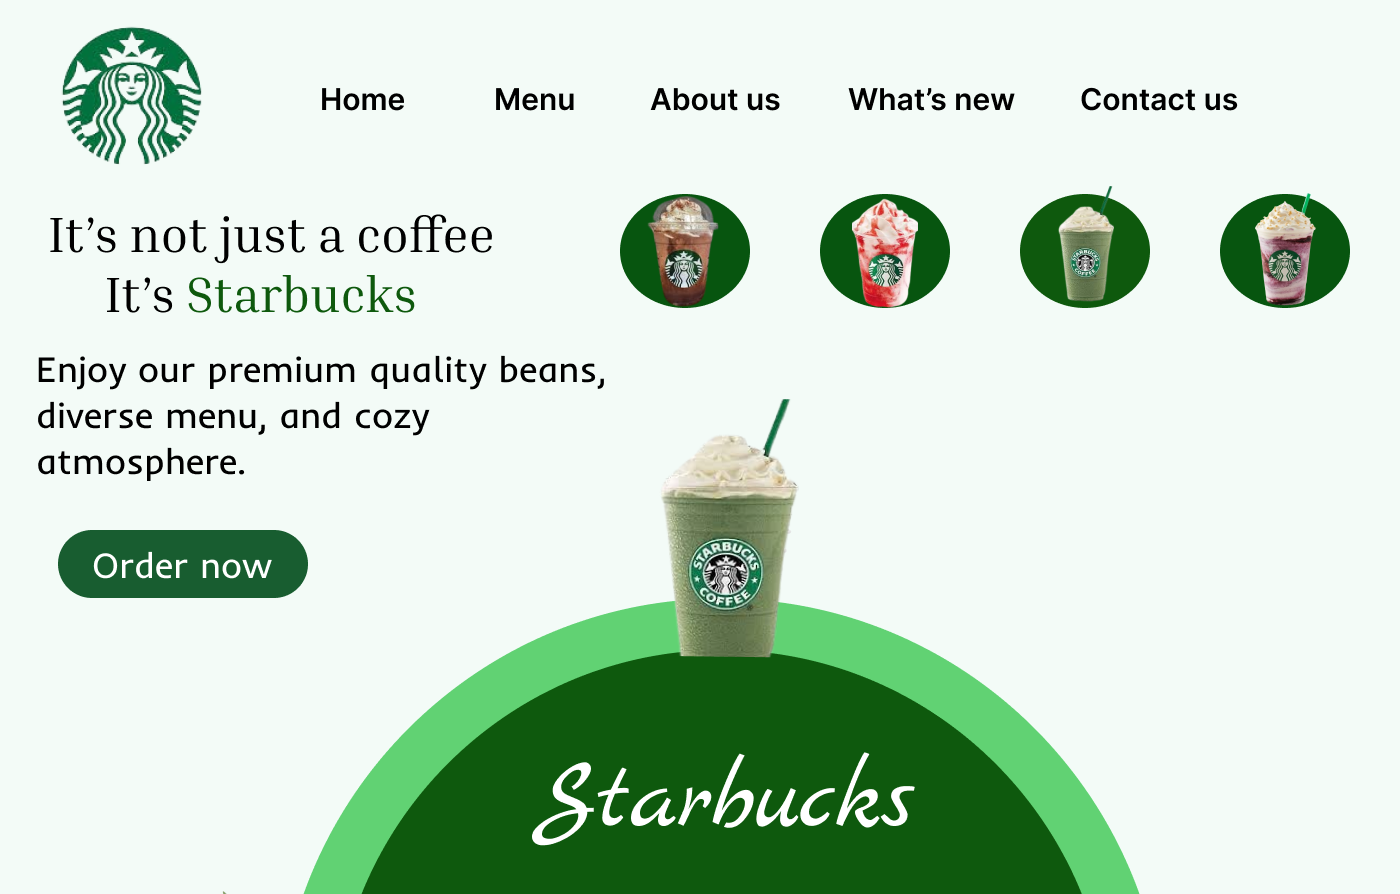 Home
Menu
About us
What’s new
Contact us
It’s not just a coffee
It’s Starbucks
Enjoy our premium quality beans,
diverse menu, and cozy
atmosphere.
Order now
STARBUCKS
COFFEE
Starbucks